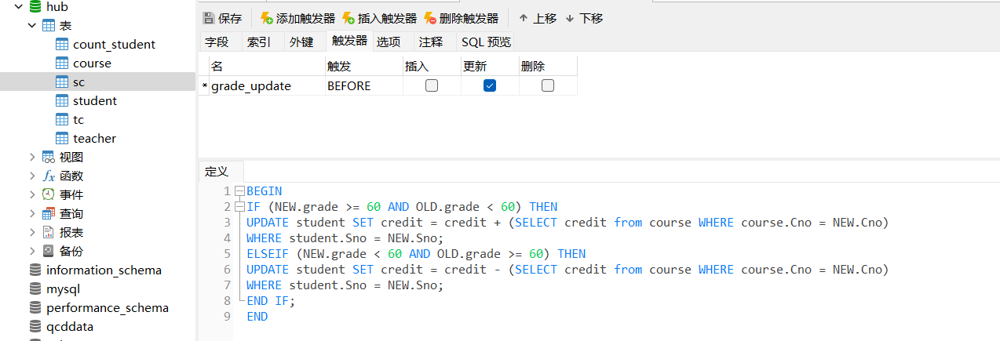 hub
表
count_student
course
sc
student
tc
teacher
视图
fx 函数
事件
查询
报表
备份
information_schema
mysql
performance_schema
qcddata
保存 添加触发器 插入触发器 删除触发器 ↑ 上移 ↓ 下移
字段 索引 外键 触发器 选项 注释 SQL 预览
名 触发 插入 更新 删除
* grade_update BEFORE
定义
1 BEGIN
2 IF (NEW.grade >= 60 AND OLD.grade < 60) THEN
3 UPDATE student SET credit = credit + (SELECT credit from course WHERE course.Cno = NEW.Cno)
4 WHERE student.Sno = NEW.Sno;
5 ELSEIF (NEW.grade < 60 AND OLD.grade >= 60) THEN
6 UPDATE student SET credit = credit - (SELECT credit from course WHERE course.Cno = NEW.Cno)
7 WHERE student.Sno = NEW.Sno;
8 END IF;
9 END